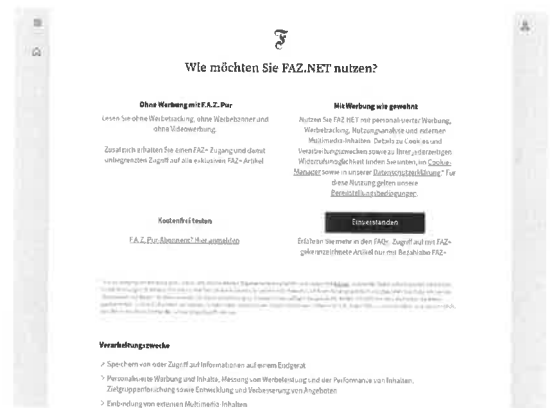 F
Wie möchten Sie FAZ.NET nutzen?
Ohne Werbung mit F.A.Z. Pur
Lesen Sie ohne Werbetracking, ohne Werbebanner und
ohne Videowerbung.
Zusätzlich erhalten Sie einen FAZ+ Zugang und damit
unbegrenzten Zugriff auf alle exklusiven FAZ+ Artikel
Kostenfrei testen
F.A.Z. Pur-Abonnent? Hier anmelden
Mit Werbung wie gewohnt
Nutzen Sie FAZ.NET mit personalisierter Werbung,
Werbetracking, Nutzungsanalyse und externen
Multimedia-Inhalten. Details zu Cookies und
Verarbeitungszwecken sowie zu Ihrer jederzeitigen
Widerrufsmöglichkeit finden Sie unten, im Cookie-
Manager sowie in unserer Datenschutzerklärung.* Für
diese Nutzung gelten unsere
Bereitstellungsbedingungen.
Einverstanden
Erfahren Sie mehr in den FAQs. Zugriff auf mit FAZ+
gekennzeichnete Artikel nur mit Bezahlabo FAZ+
Verarbeitungszwecke
> Speichern von oder Zugriff auf Informationen auf einem Endgerät
> Personalisierte Werbung und Inhalte, Messung von Werbeleistung und der Performance von Inhalten,
Zielgruppenforschung sowie Entwicklung und Verbesserung von Angeboten
> Einbindung von externen Multimedia-Inhalten